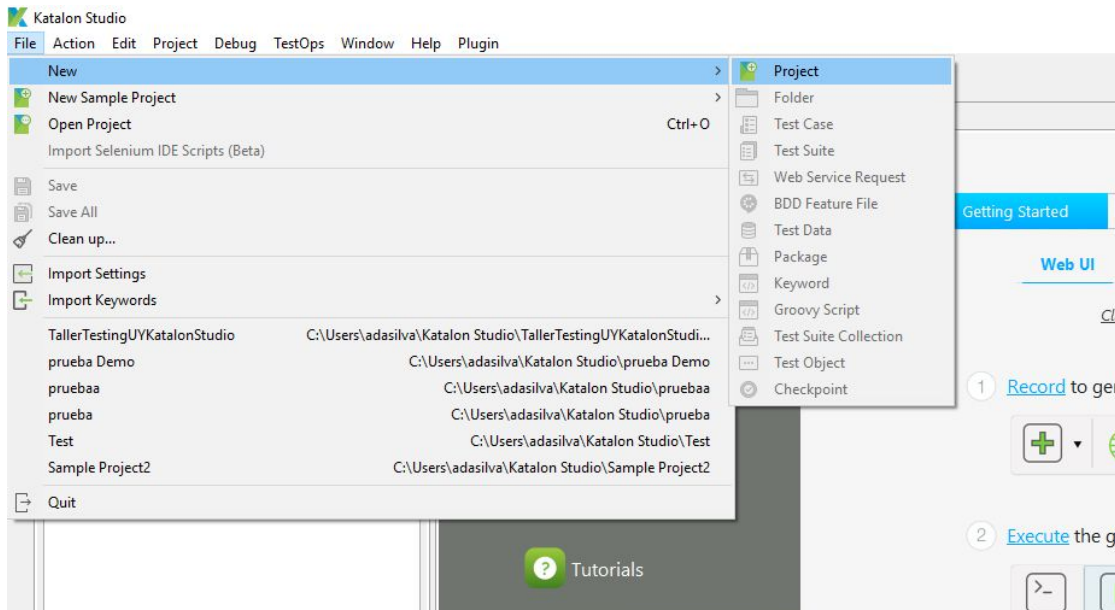 Katalon Studio
File Action Edit Project Debug TestOps Window Help Plugin
New
New Sample Project
Open Project Ctrl+O
Import Selenium IDE Scripts (Beta)
Save
Save All
Clean up...
Import Settings
Import Keywords
TallerTestingUYKatalonStudio C:\Users\adasilva\Katalon Studio\TallerTestingUYKatalonStudi...
prueba Demo C:\Users\adasilva\Katalon Studio\prueba Demo
pruebaa C:\Users\adasilva\Katalon Studio\pruebaa
prueba C:\Users\adasilva\Katalon Studio\prueba
Test C:\Users\adasilva\Katalon Studio\Test
Sample Project2 C:\Users\adasilva\Katalon Studio\Sample Project2
Quit
Project
Folder
Test Case
Test Suite
Web Service Request
BDD Feature File
Test Data
Package
Keyword
Groovy Script
Test Suite Collection
Test Object
Checkpoint
Getting Started
Web UI
1 Record to
2 Execute the
Tutorials